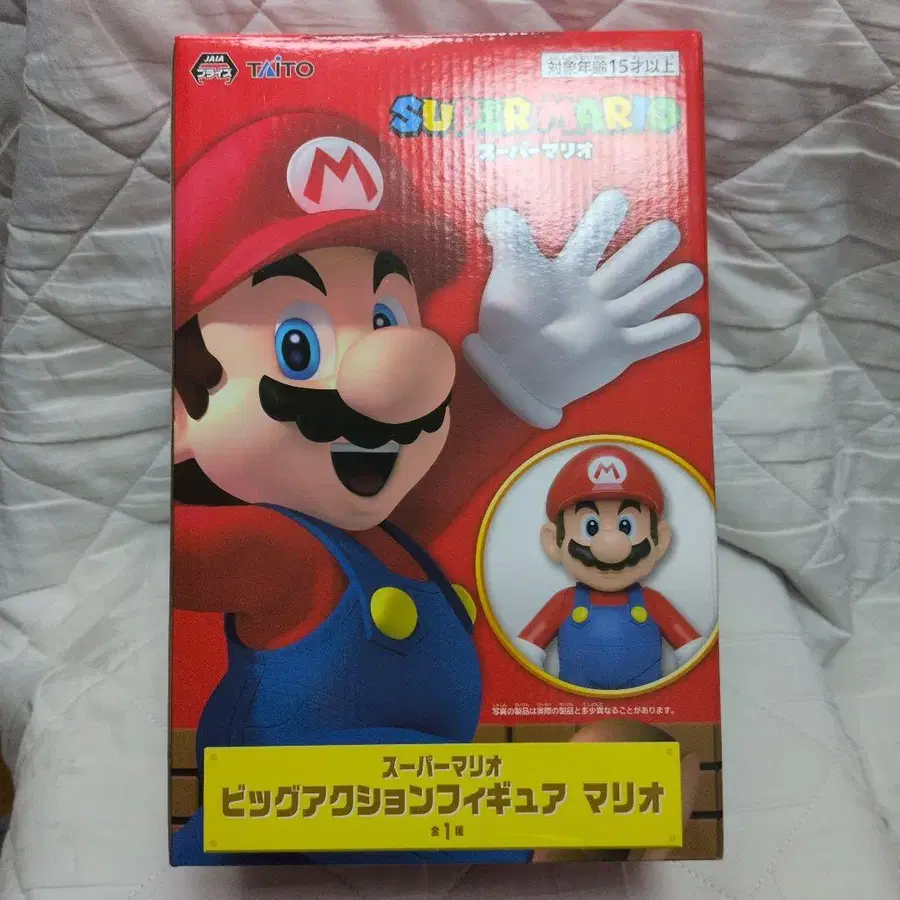 JAIA
プライズ
TAITO
対象年齢15才以上
SUPER MARIO
スーパーマリオ
M
M
写真の製品は実際の製品と多少異なることがあります。
スーパーマリオ
ビッグアクションフィギュア マリオ
全1種